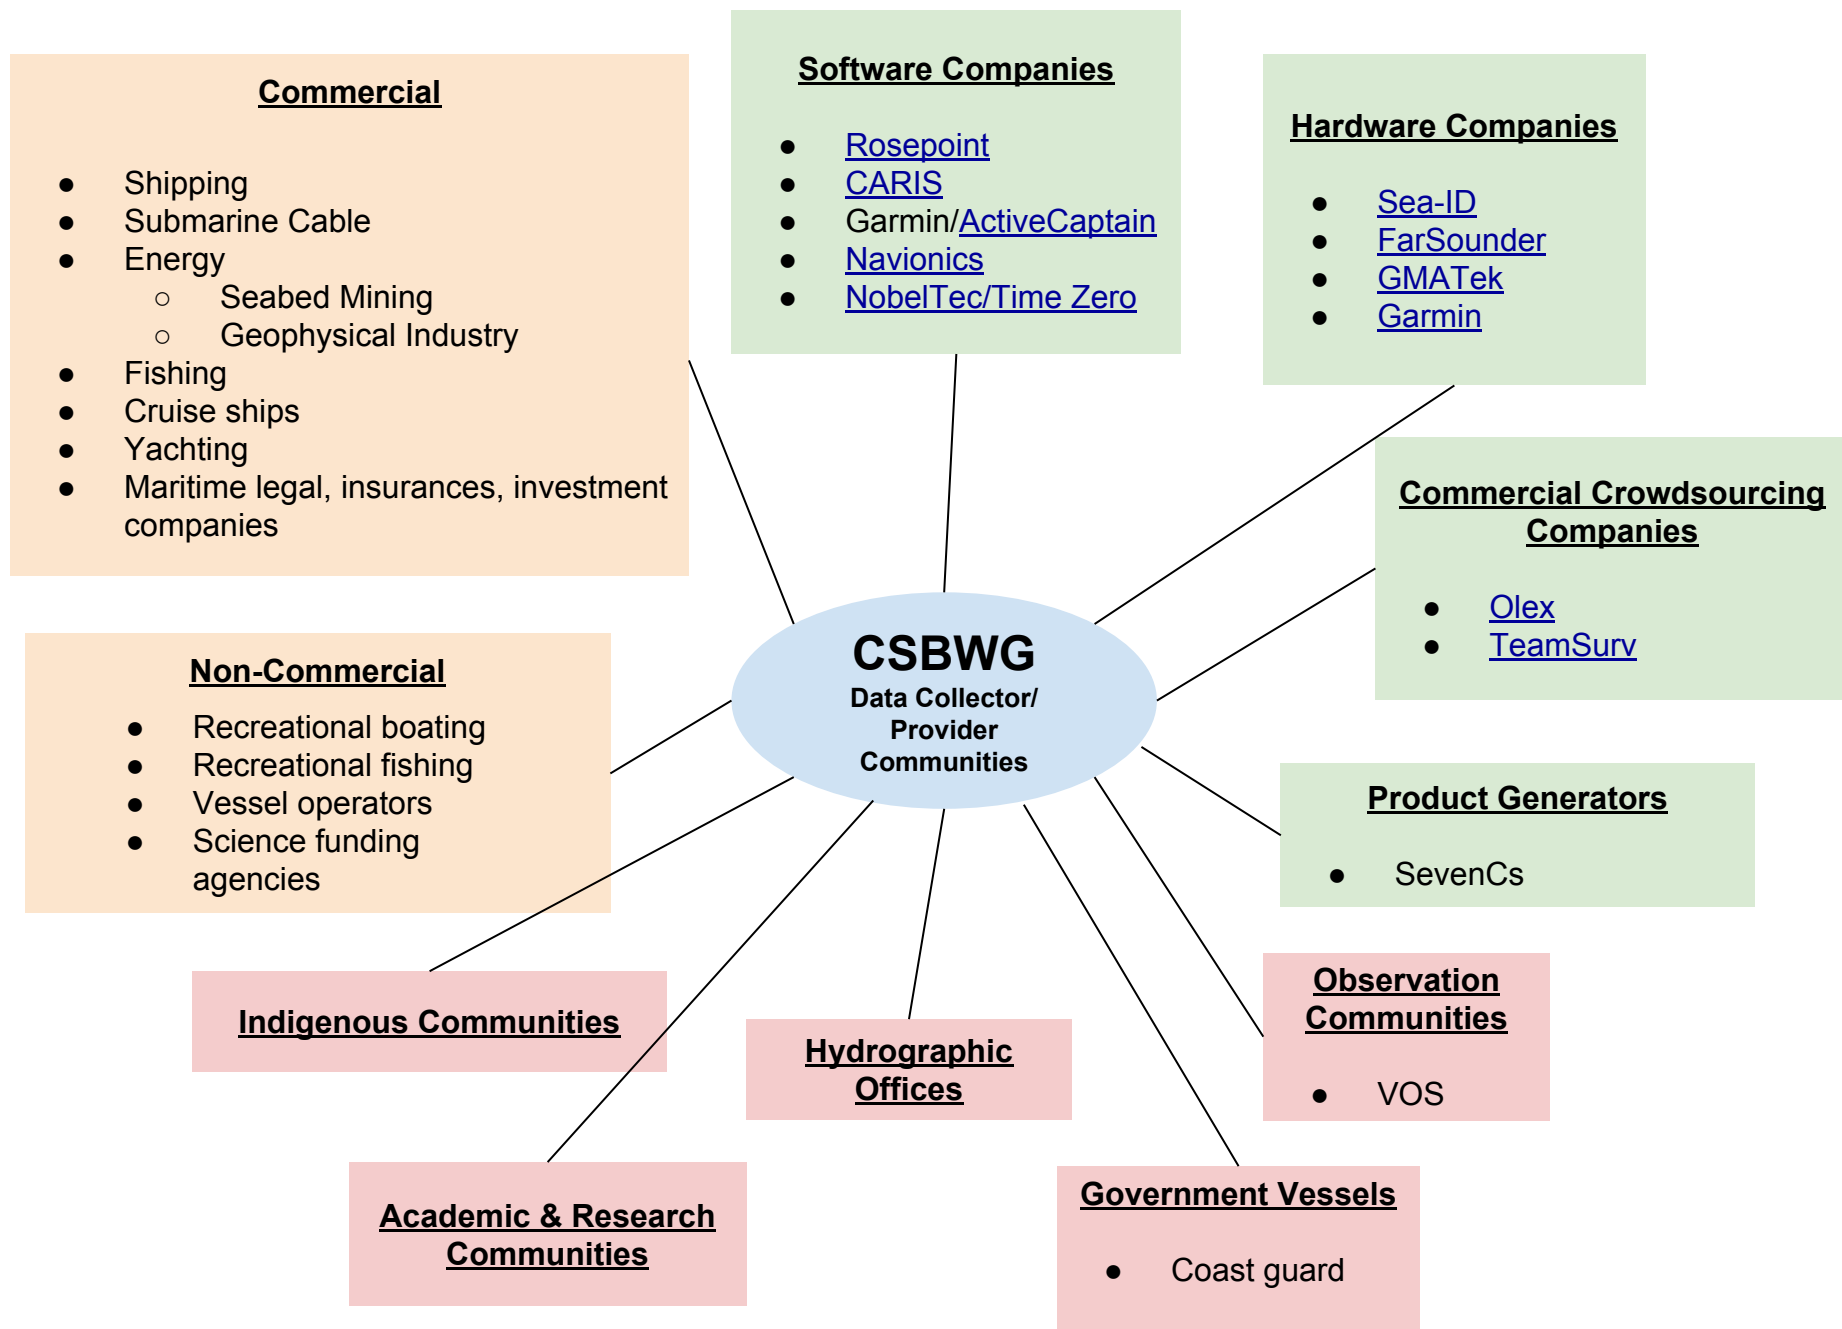 Commercial
● Shipping
● Submarine Cable
● Energy
○ Seabed Mining
○ Geophysical Industry
● Fishing
● Cruise ships
● Yachting
● Maritime legal, insurances, investment
companies
Software Companies
● Rosepoint
● CARIS
● Garmin/ActiveCaptain
● Navionics
● NobelTec/Time Zero
Hardware Companies
● Sea-ID
● FarSounder
● GMATek
● Garmin
Commercial Crowdsourcing
Companies
● Olex
● TeamSurv
CSBWG
Data Collector/
Provider
Communities
Non-Commercial
● Recreational boating
● Recreational fishing
● Vessel operators
● Science funding
agencies
Product Generators
● SevenCs
Indigenous Communities
Hydrographic
Offices
Observation
Communities
● VOS
Academic & Research
Communities
Government Vessels
● Coast guard